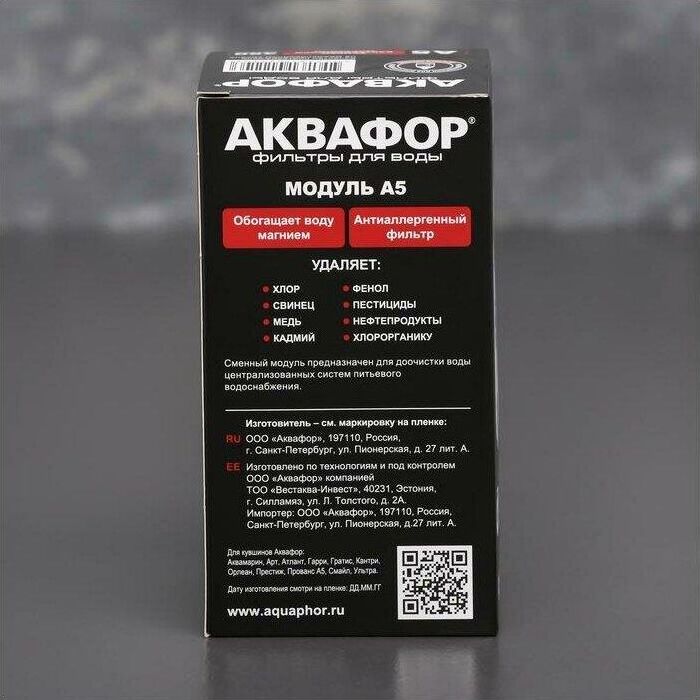 А5
АКВАФОР®
АКВАФОР®
ФИЛЬТРЫ ДЛЯ ВОДЫ
МОДУЛЬ А5
Обогащает воду магнием
Антиаллергенный фильтр
УДАЛЯЕТ:
• ХЛОР
• СВИНЕЦ
• МЕДЬ
• КАДМИЙ
• ФЕНОЛ
• ПЕСТИЦИДЫ
• НЕФТЕПРОДУКТЫ
• ХЛОРОРГАНИКУ
Сменный модуль предназначен для доочистки воды
централизованных систем питьевого
водоснабжения.
Изготовитель – см. маркировку на пленке:
RU ООО «Аквафор», 197110, Россия,
г. Санкт-Петербург, ул. Пионерская, д. 27 лит. А.
EE Изготовлено по технологиям и под контролем
ООО «Аквафор» компанией
ТОО «Вествква-Инвест», 40231, Эстония,
г. Силламяэ, ул. Л. Толстого, д. 2А.
Импортер: ООО «Аквафор», 197110, Россия,
Санкт-Петербург, ул. Пионерская, д.27 лит. А.
Для кувшинов Аквафор:
Аквамарин, Арт, Атлант, Гарри, Гратис, Кантри,
Орлеан, Престиж, Прованс А5, Смайл, Ультра.
Дату изготовления смотри на пленке: ДД.ММ.ГГ
www.aquaphor.ru